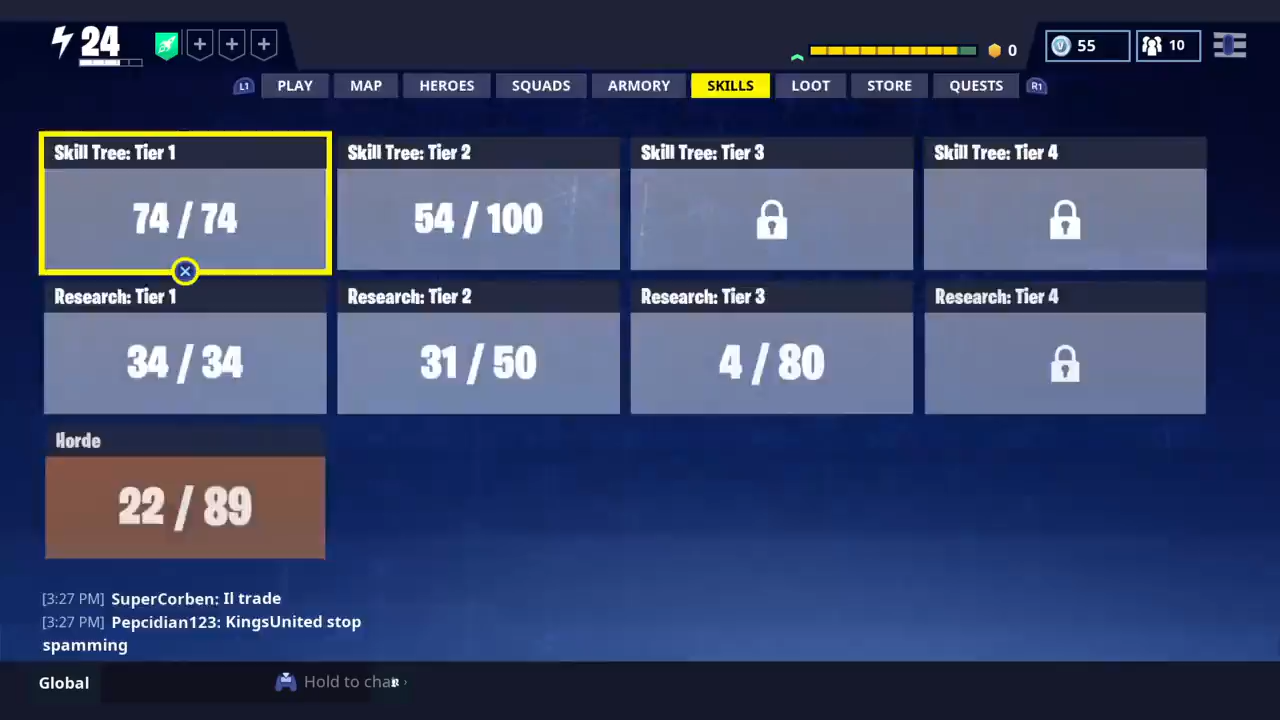 24
0
55
10
L1 PLAY MAP HEROES SQUADS ARMORY SKILLS LOOT STORE QUESTS R1
Skill Tree: Tier 1 Skill Tree: Tier 2 Skill Tree: Tier 3 Skill Tree: Tier 4
74 / 74 54 / 100
Research: Tier 1 Research: Tier 2 Research: Tier 3 Research: Tier 4
34 / 34 31 / 50 4 / 80
Horde
22 / 89
[3:27 PM] SuperCorben: Il trade
[3:27 PM] Pepcidian123: KingsUnited stop
spamming
Global Hold to